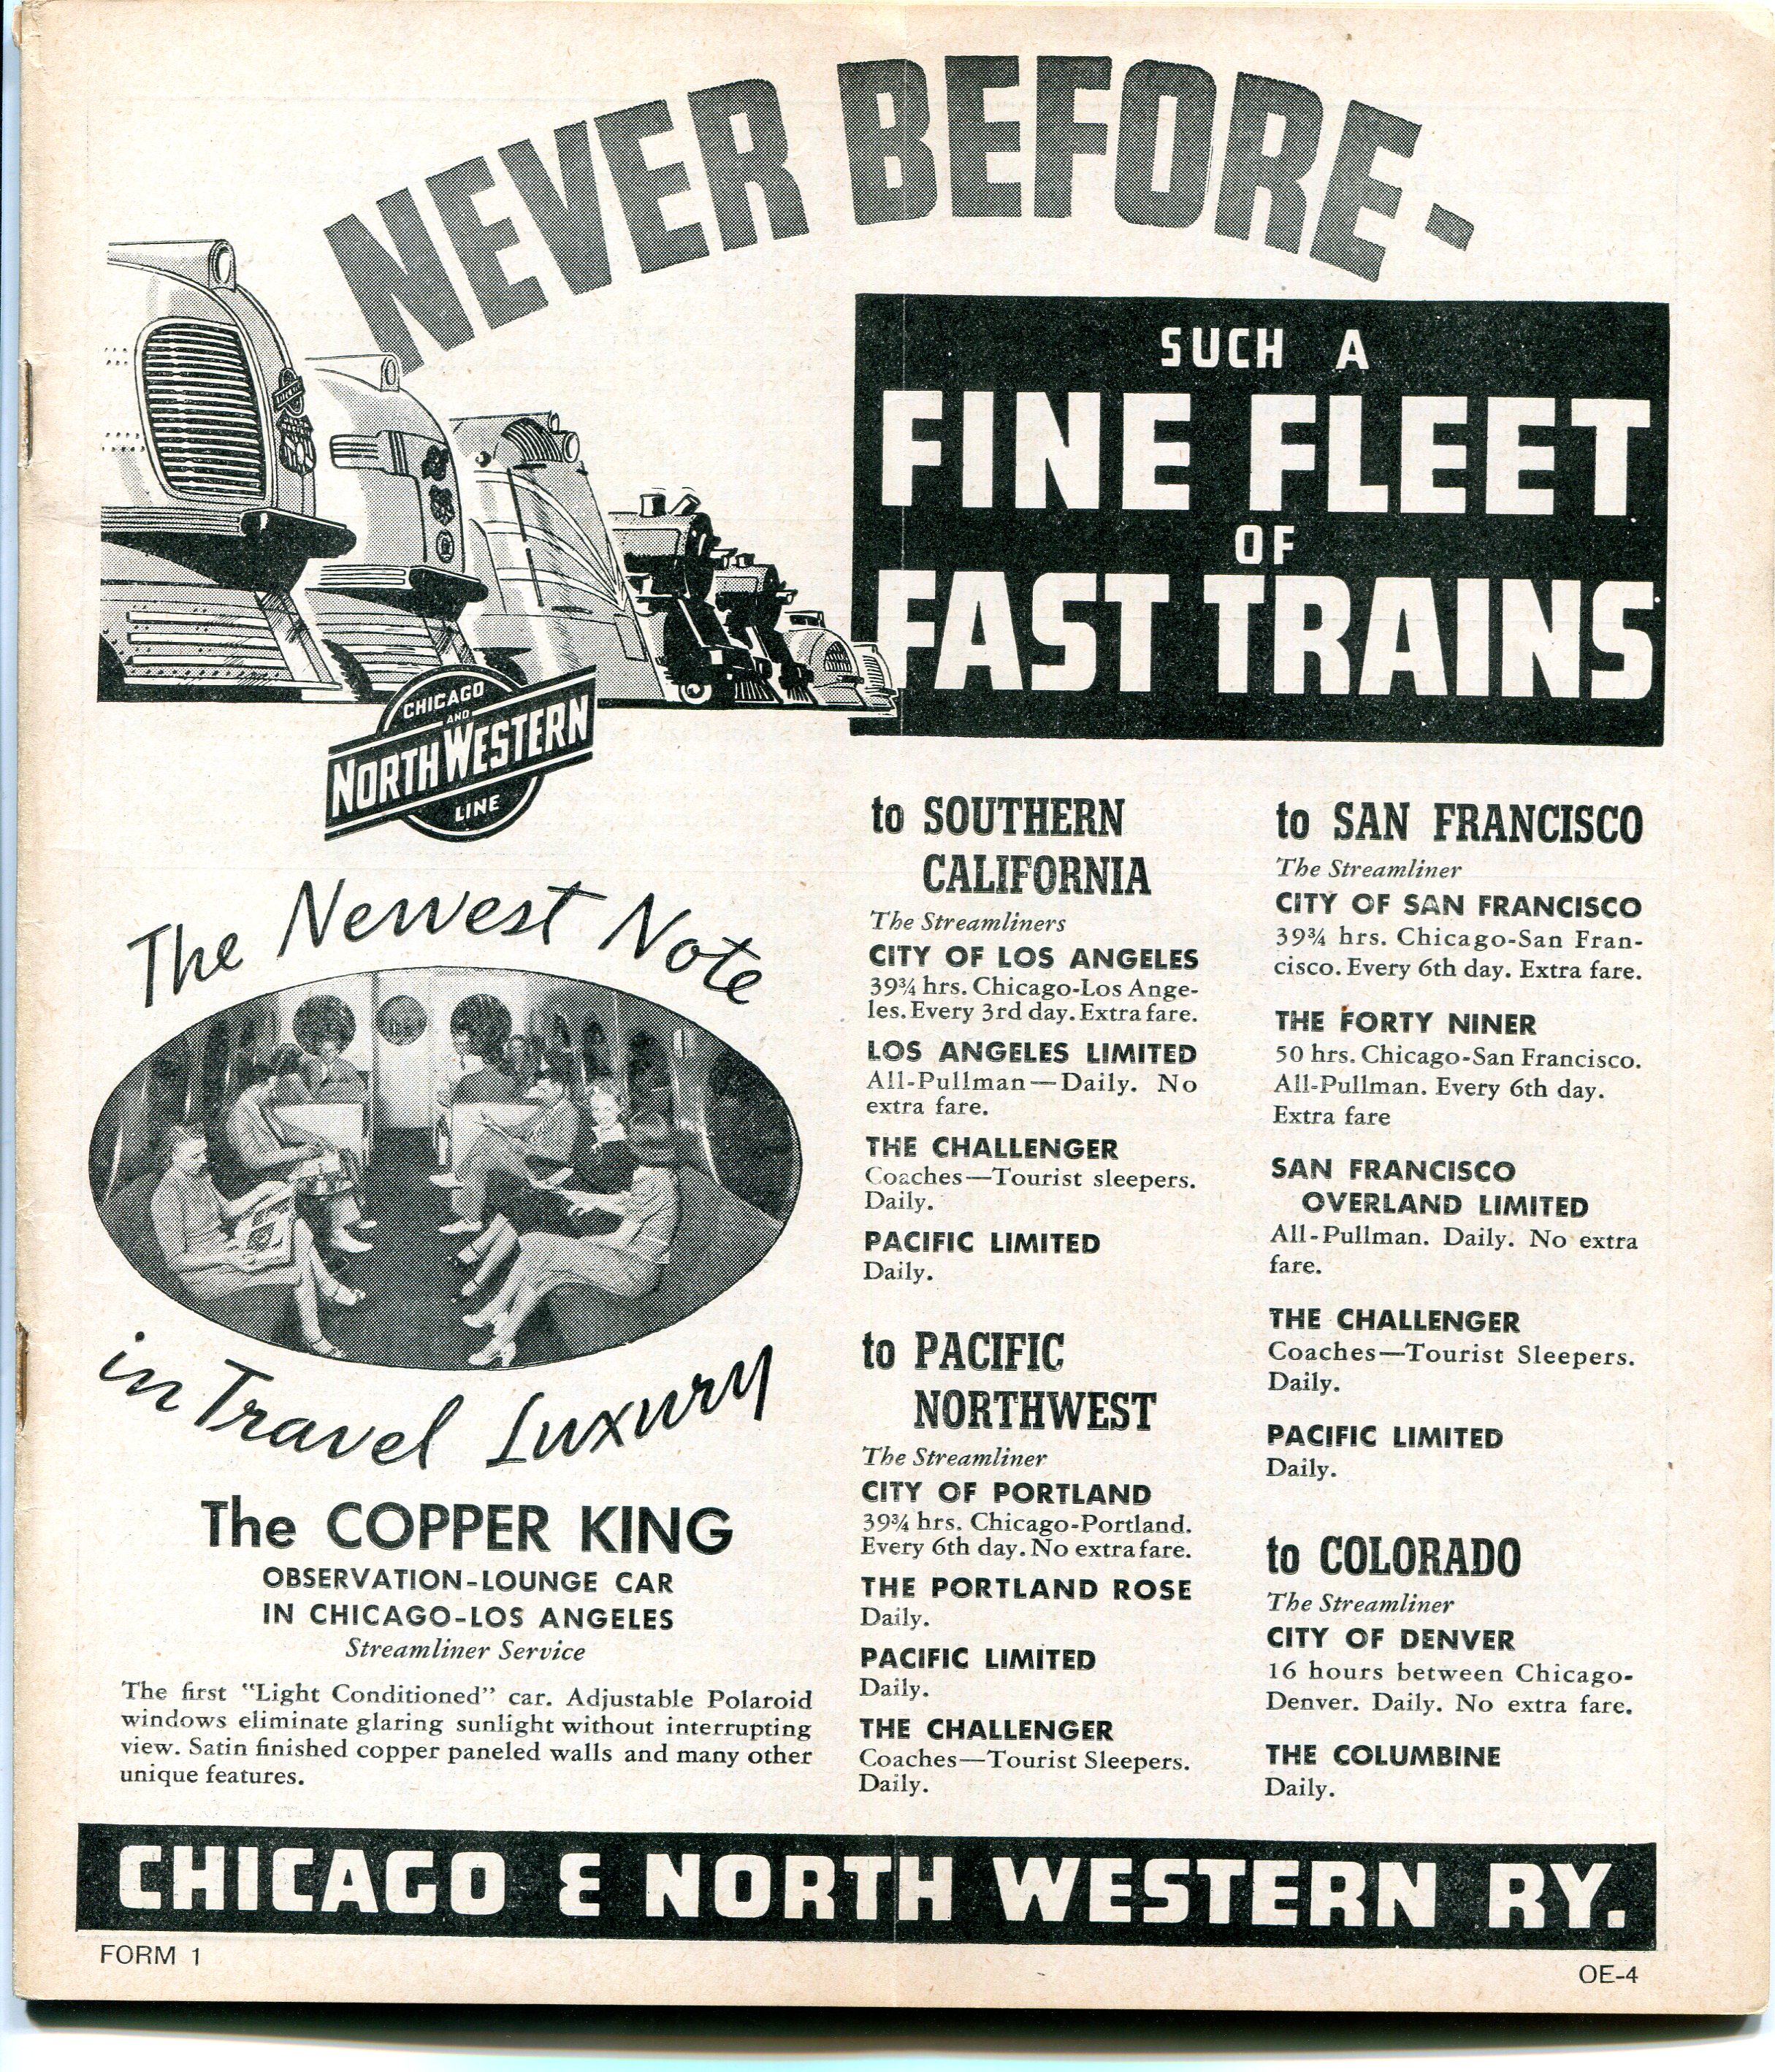 NEVER BEFORE-
SUCH A
FINE FLEET
OF
FAST TRAINS
CHICAGO
AND
NORTH WESTERN
LINE
The Newest Note
in Travel Luxury
The COPPER KING
OBSERVATION-LOUNGE CAR
IN CHICAGO-LOS ANGELES
Streamliner Service
The first "Light Conditioned" car. Adjustable Polaroid
windows eliminate glaring sunlight without interrupting
view. Satin finished copper paneled walls and many other
unique features.
to SOUTHERN
CALIFORNIA
The Streamliners
CITY OF LOS ANGELES
39¾ hrs. Chicago-Los Ange-
les. Every 3rd day. Extra fare.
LOS ANGELES LIMITED
All-Pullman—Daily. No
extra fare.
THE CHALLENGER
Coaches—Tourist sleepers.
Daily.
PACIFIC LIMITED
Daily.
to PACIFIC
NORTHWEST
The Streamliner
CITY OF PORTLAND
39¾ hrs. Chicago-Portland.
Every 6th day. No extra fare.
THE PORTLAND ROSE
Daily.
PACIFIC LIMITED
Daily.
THE CHALLENGER
Coaches—Tourist Sleepers.
Daily.
to SAN FRANCISCO
The Streamliner
CITY OF SAN FRANCISCO
39¾ hrs. Chicago-San Fran-
cisco. Every 6th day. Extra fare.
THE FORTY NINER
50 hrs. Chicago-San Francisco.
All-Pullman. Every 6th day.
Extra fare
SAN FRANCISCO
OVERLAND LIMITED
All-Pullman. Daily. No extra
fare.
THE CHALLENGER
Coaches—Tourist Sleepers.
Daily.
PACIFIC LIMITED
Daily.
to COLORADO
The Streamliner
CITY OF DENVER
16 hours between Chicago-
Denver. Daily. No extra fare.
THE COLUMBINE
Daily.
CHICAGO & NORTH WESTERN RY.
FORM 1
OE-4